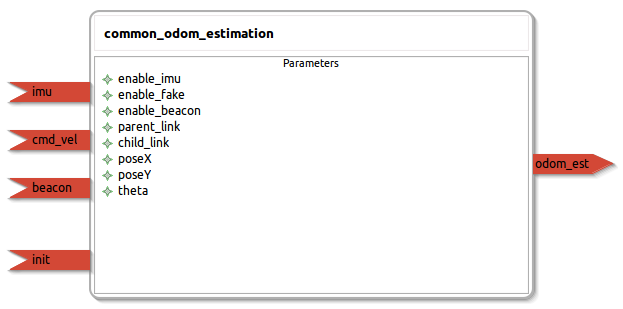 common_odom_estimation
Parameters
enable_imu
enable_fake
enable_beacon
parent_link
child_link
poseX
poseY
theta
imu
cmd_vel
beacon
init
odom_est